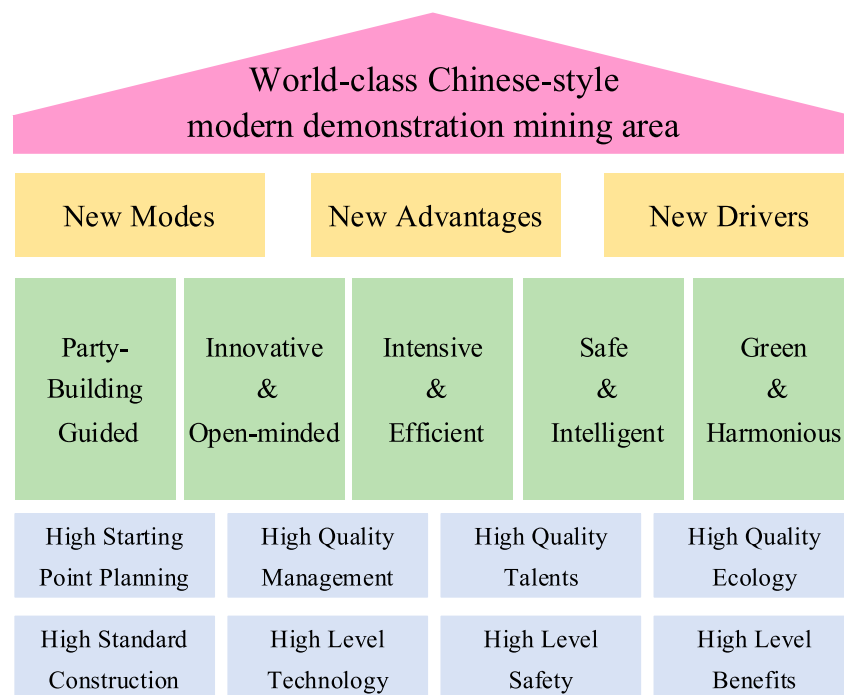 World-class Chinese-style
modern demonstration mining area
New Modes
New Advantages
New Drivers
Party-
Building
Guided
Innovative
&
Open-minded
Intensive
&
Efficient
Safe
&
Intelligent
Green
&
Harmonious
High Starting
Point Planning
High Quality
Management
High Quality
Talents
High Quality
Ecology
High Standard
Construction
High Level
Technology
High Level
Safety
High Level
Benefits